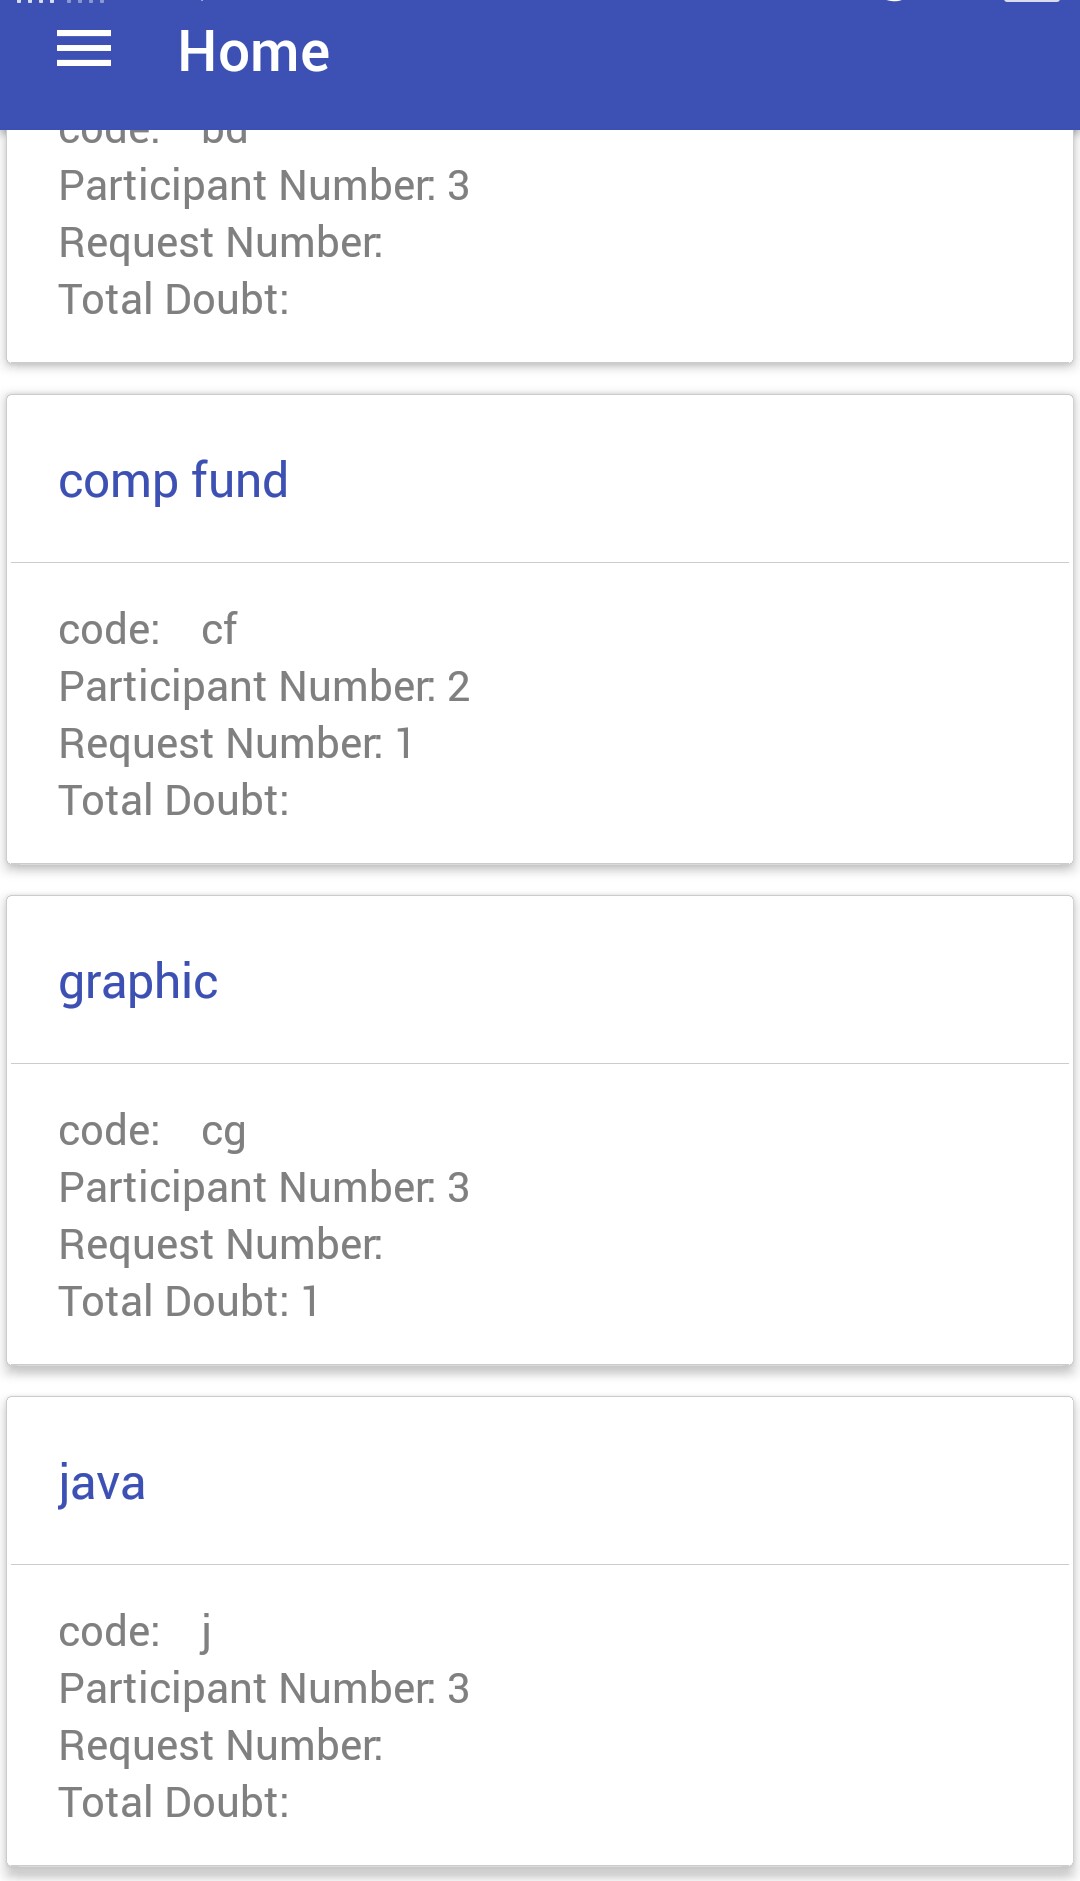 Home
code:
Participant Number: 3
Request Number:
Total Doubt:
comp fund
code: cf
Participant Number: 2
Request Number: 1
Total Doubt:
graphic
code: cg
Participant Number: 3
Request Number:
Total Doubt: 1
java
code: j
Participant Number: 3
Request Number:
Total Doubt: